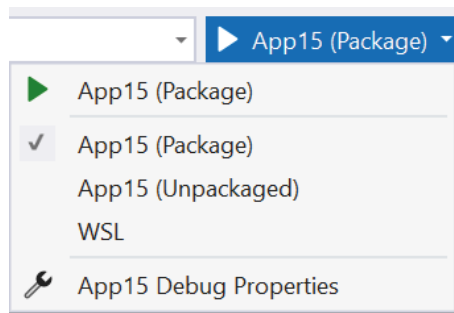 App15 (Package)
App15 (Package)
App15 (Package)
App15 (Unpackaged)
WSL
App15 Debug Properties